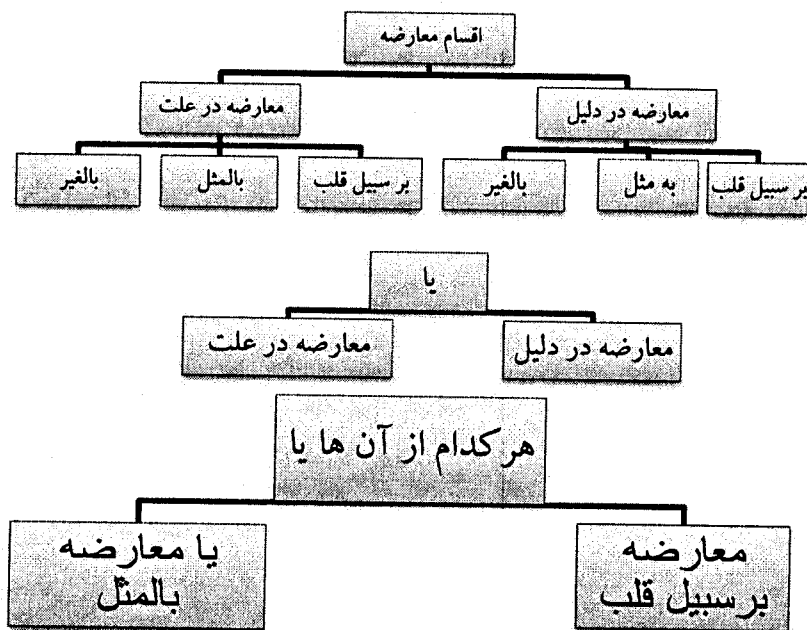 اقسام معارضه
معارضه در دلیل
معارضه در علت
بر سبیل قلب
به مثل
بالغیر
بر سبیل قلب
بالمثل
بالغیر
یا
معارضه در دلیل
معارضه در علت
هر کدام از آن ها یا
معارضه
برسبیل قلب
یا معارضه
بالمثل